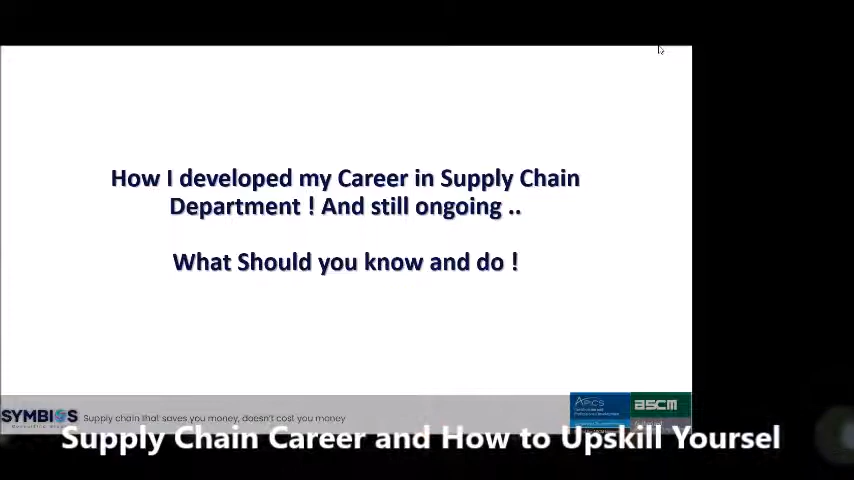 How I developed my Career in Supply Chain
Department ! And still ongoing ..
What Should you know and do !
SYMBIOS
Supply chain that saves you money, doesn't cost you money
APICS
ascm
Supply Chain Career and How to Upskill Yoursel